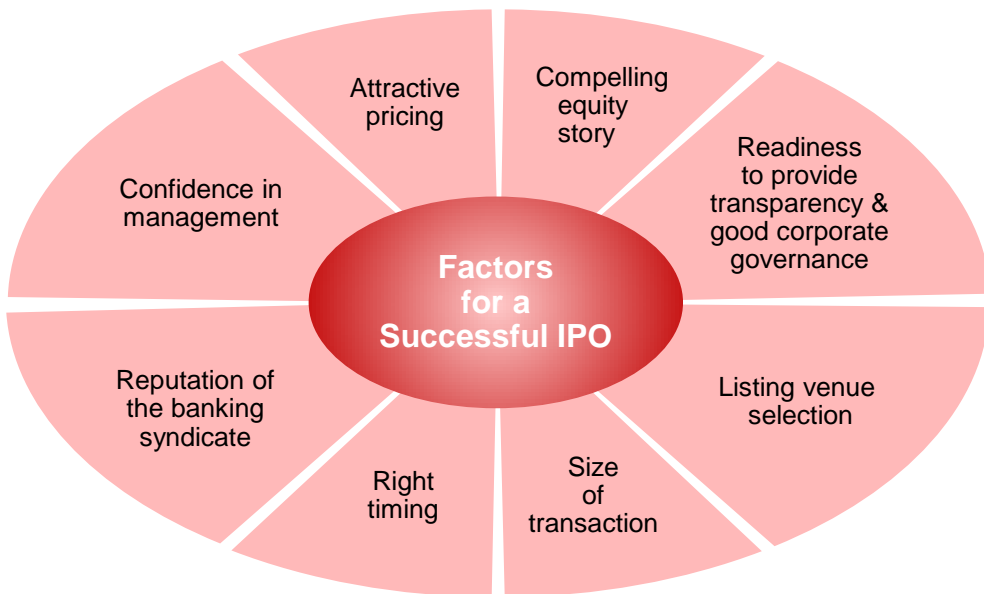 Attractive
pricing
Compelling
equity
story
Readiness
to provide
transparency &
good corporate
governance
Confidence in
management
Factors
for a
Successful IPO
Reputation of
the banking
syndicate
Listing venue
selection
Right
timing
Size
of
transaction